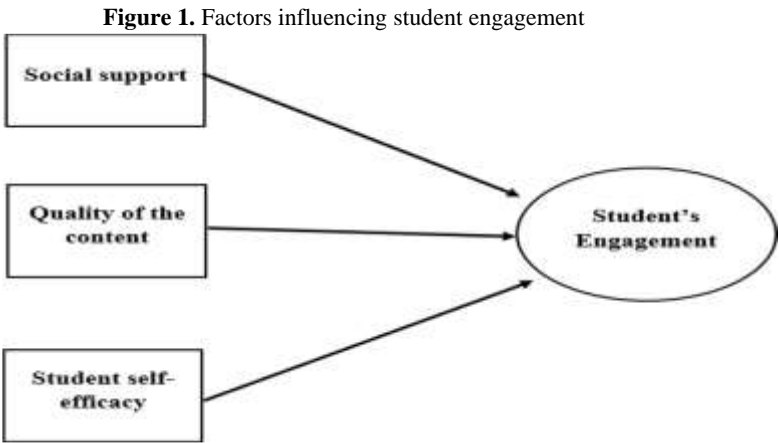 Figure 1. Factors influencing student engagement
Social support
Quality of the
content
Student's
Engagement
Student self-
efficacy